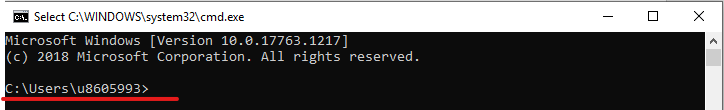 Select C:\WINDOWS\system32\cmd.exe
Microsoft Windows [Version 10.0.17763.1217]
(c) 2018 Microsoft Corporation. All rights reserved.
C:\Users\u8605993>